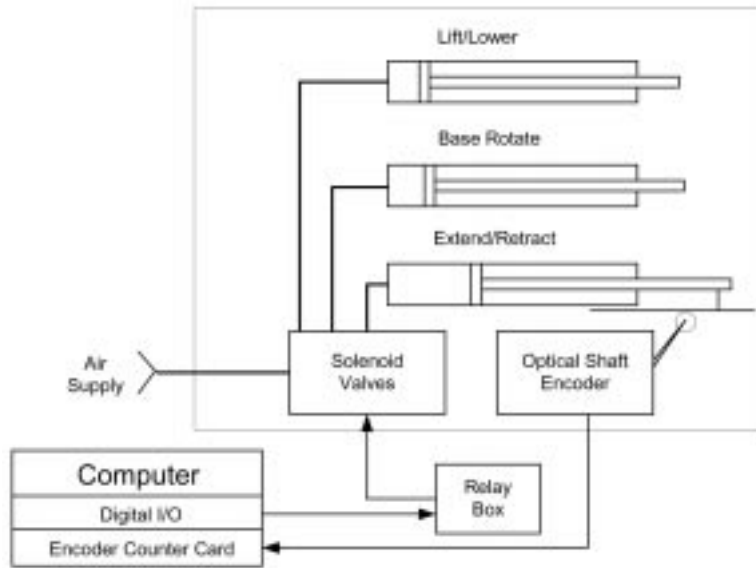 Lift/Lower
Base Rotate
Extend/Retract
Air
Supply
Solenoid
Valves
Optical Shaft
Encoder
Computer
Digital I/O
Encoder Counter Card
Relay
Box